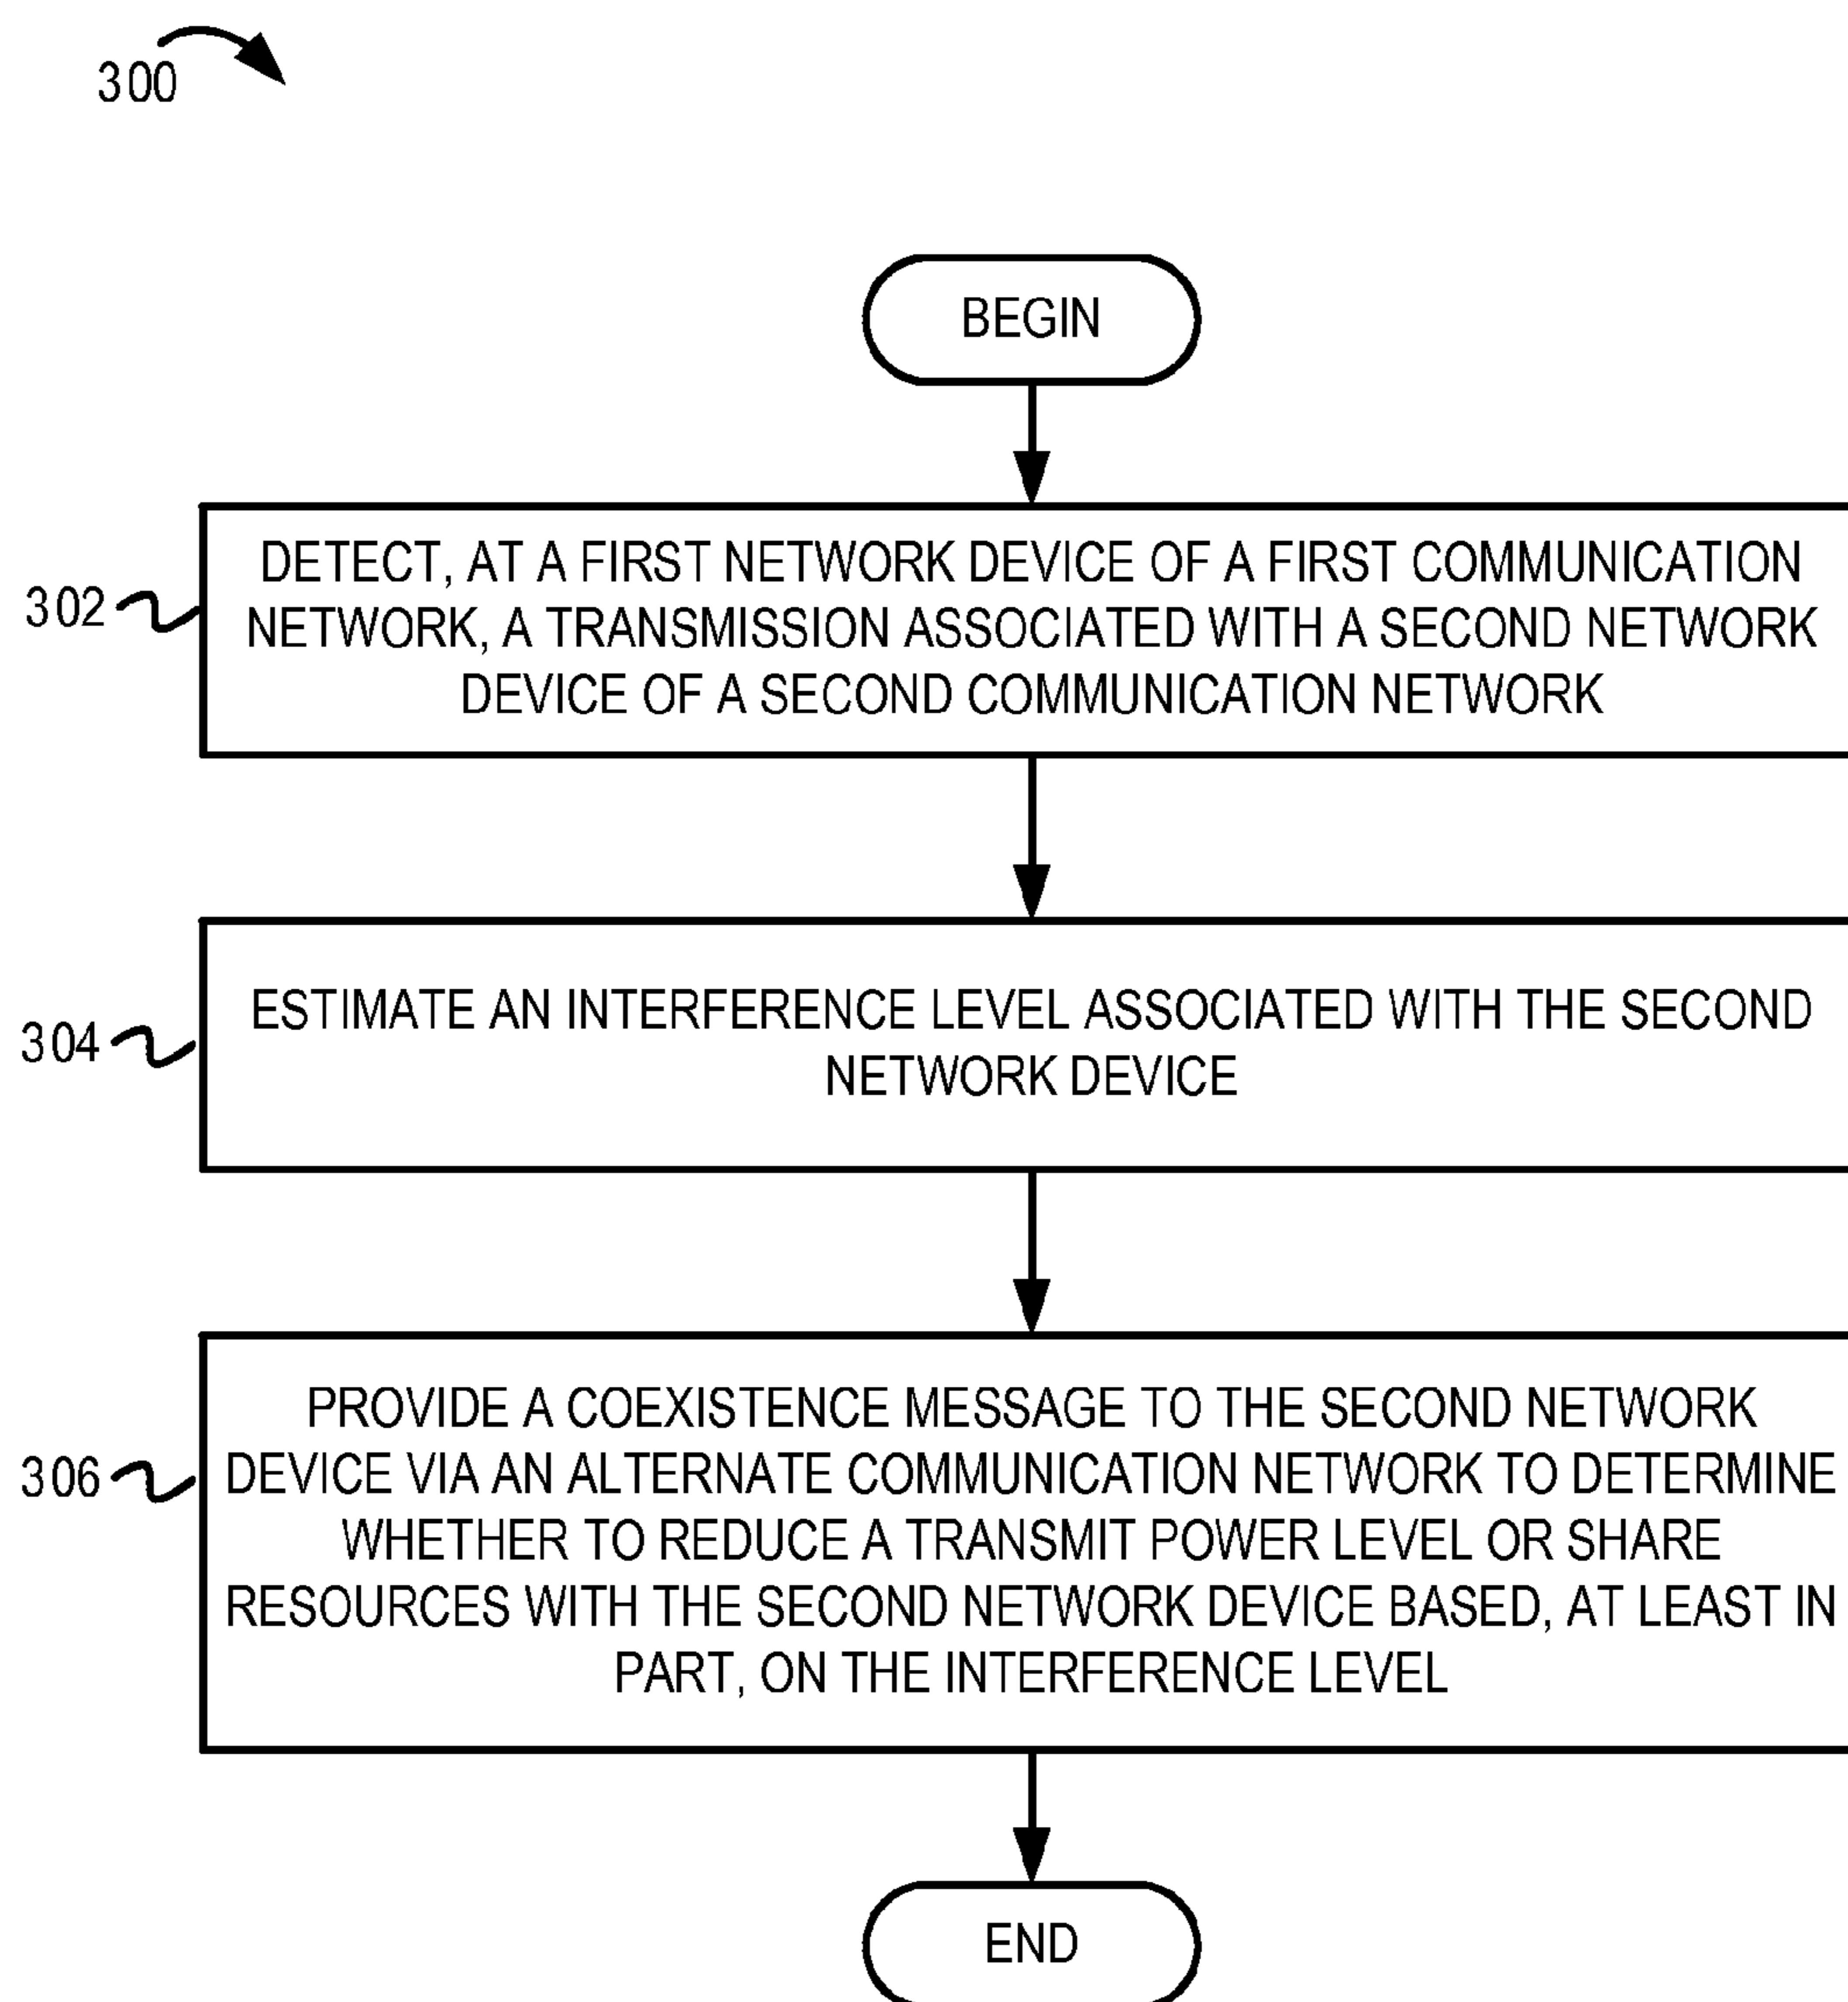 300
BEGIN
302
DETECT, AT A FIRST NETWORK DEVICE OF A FIRST COMMUNICATION
NETWORK, A TRANSMISSION ASSOCIATED WITH A SECOND NETWORK
DEVICE OF A SECOND COMMUNICATION NETWORK
304
ESTIMATE AN INTERFERENCE LEVEL ASSOCIATED WITH THE SECOND
NETWORK DEVICE
306
PROVIDE A COEXISTENCE MESSAGE TO THE SECOND NETWORK
DEVICE VIA AN ALTERNATE COMMUNICATION NETWORK TO DETERMINE
WHETHER TO REDUCE A TRANSMIT POWER LEVEL OR SHARE
RESOURCES WITH THE SECOND NETWORK DEVICE BASED, AT LEAST IN
PART, ON THE INTERFERENCE LEVEL
END